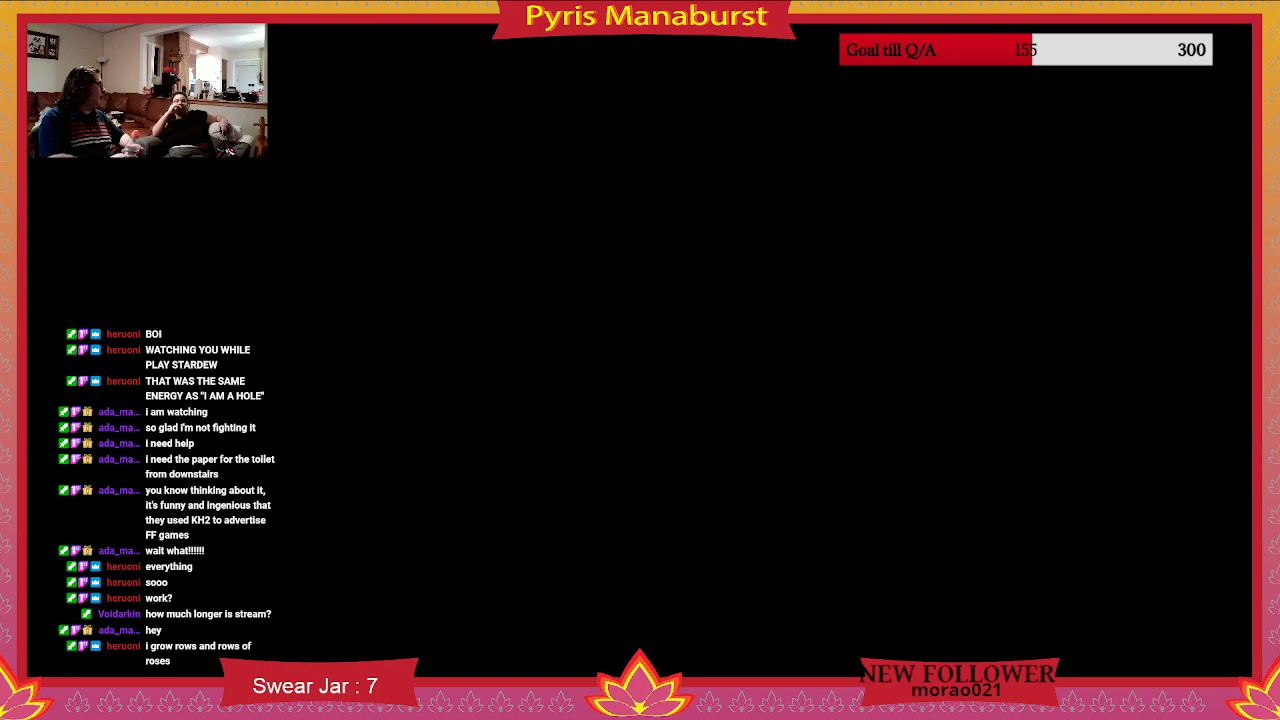 Pyris Manaburst
Goal till Q/A 155 300
heruoni BOI
heruoni WATCHING YOU WHILE
PLAY STARDEW
heruoni THAT WAS THE SAME
ENERGY AS "I AM A HOLE"
ada_ma... i am watching
ada_ma... so glad i'm not fighting it
ada_ma... i need help
ada_ma... i need the paper for the toilet
from downstairs
ada_ma... you know thinking about it,
it's funny and ingenious that
they used KH2 to advertise
FF games
ada_ma... wait what!!!!!!
heruoni everything
heruoni sooo
heruoni work?
Voidarkin how much longer is stream?
ada_ma... hey
heruoni i grow rows and rows of
roses
Swear Jar : 7
NEW FOLLOWER
morao021